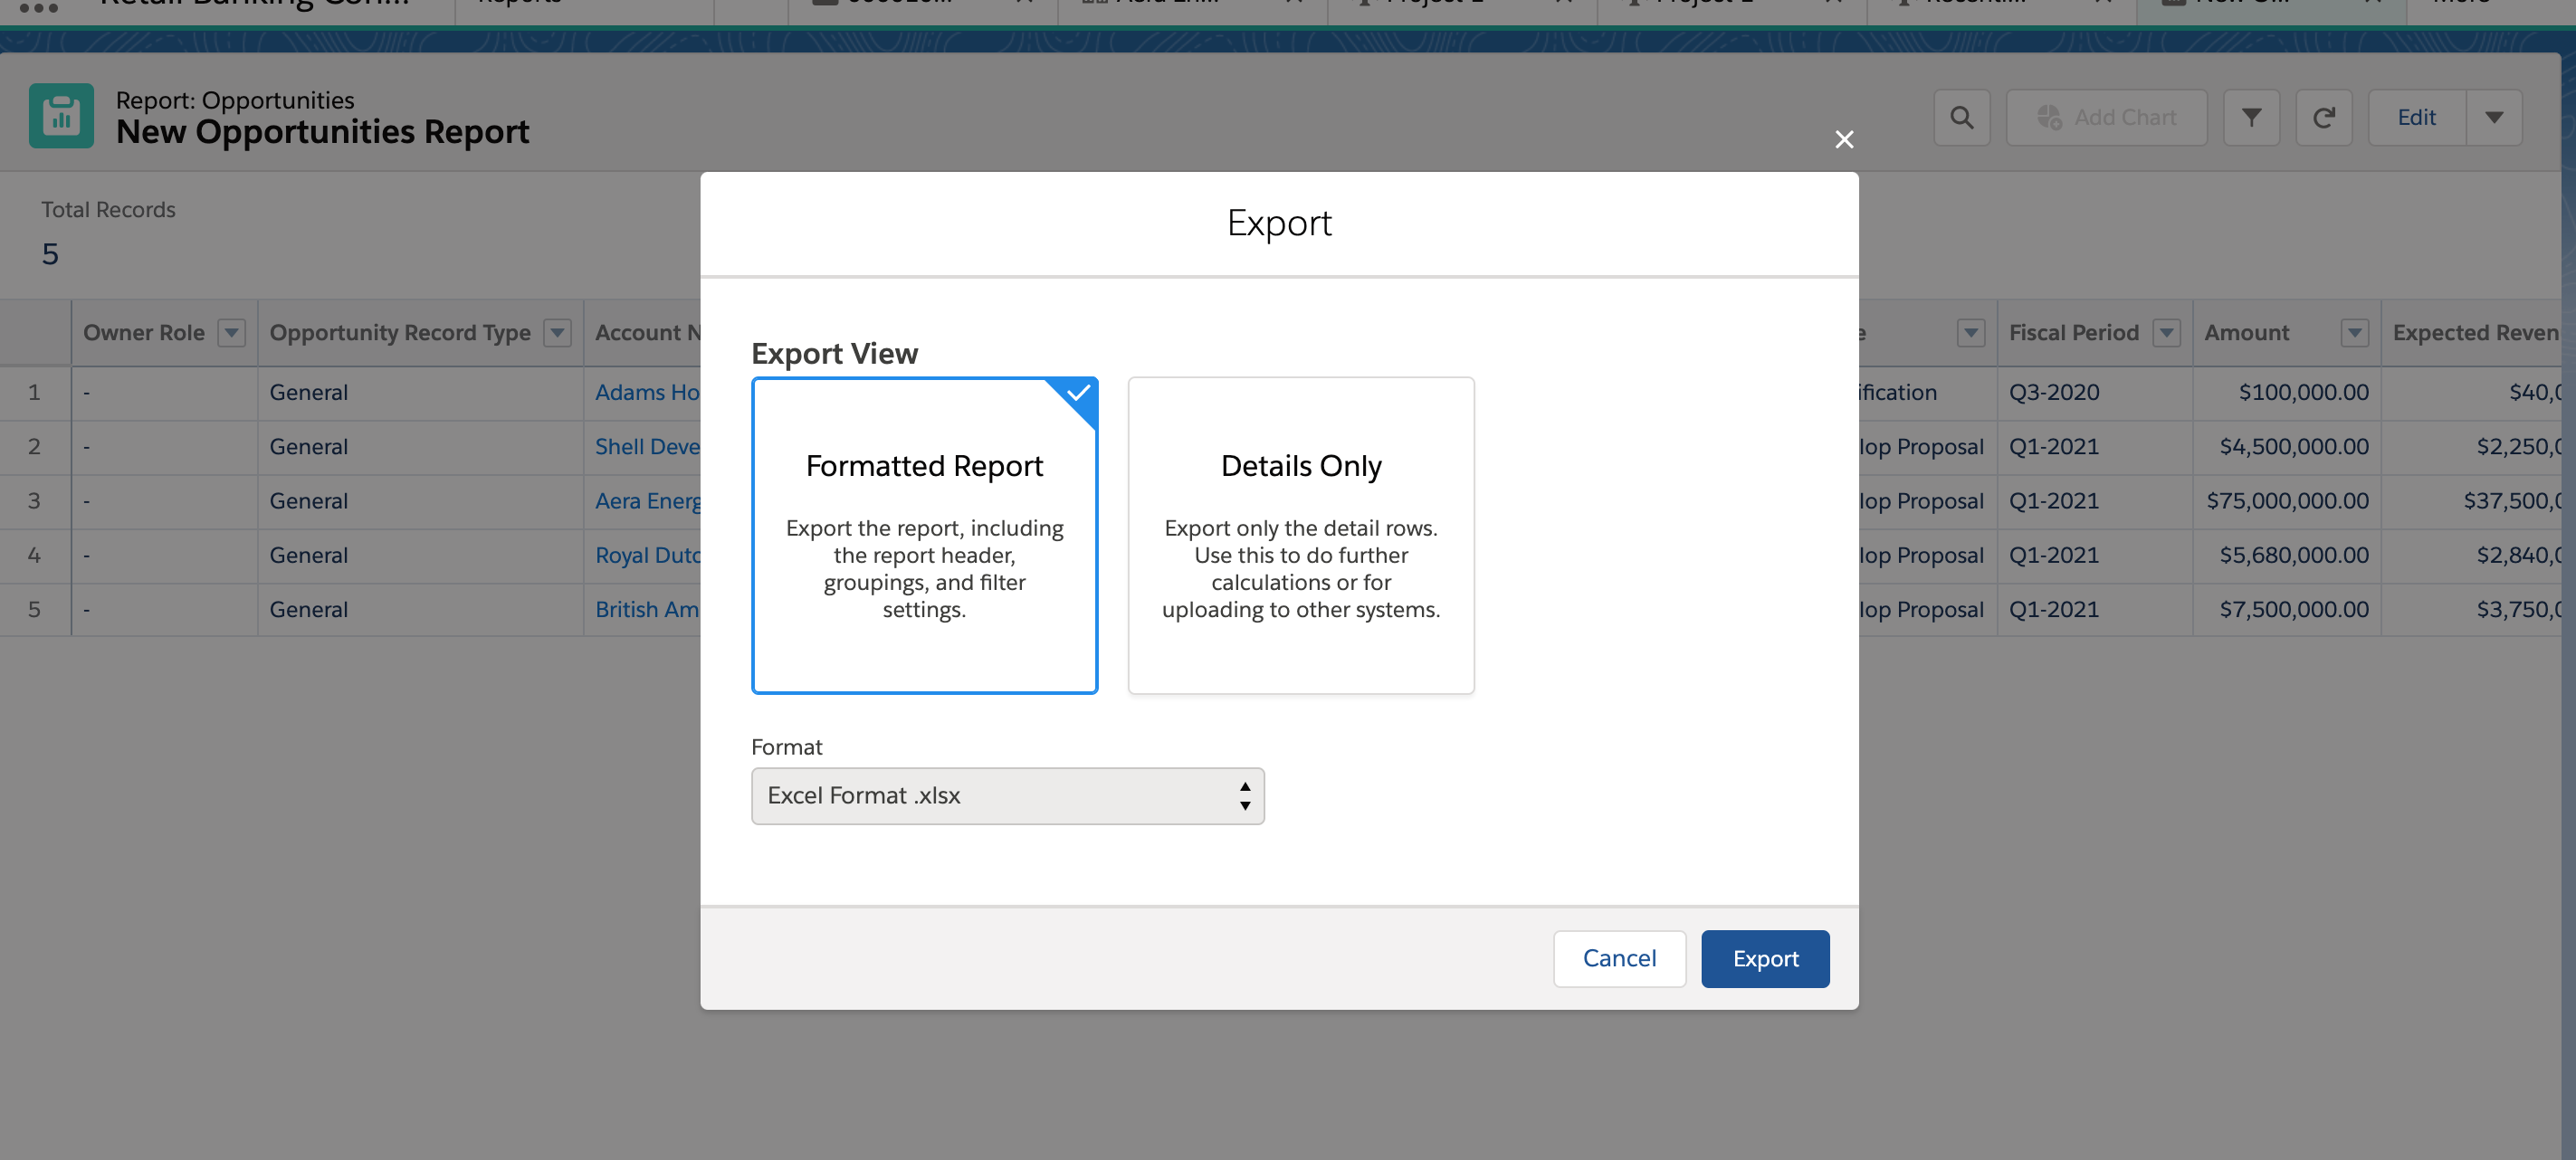 Reports
Report: Opportunities
New Opportunities Report
Add Chart
Edit
Total Records
5
Export
Owner Role Opportunity Record Type Account N Fiscal Period Amount Expected Reven
1 - General Adams Ho ification Q3-2020 $100,000.00 $40,0
2 - General Shell Deve lop Proposal Q1-2021 $4,500,000.00 $2,250,0
3 - General Aera Energ lop Proposal Q1-2021 $75,000,000.00 $37,500,0
4 - General Royal Dutc lop Proposal Q1-2021 $5,680,000.00 $2,840,0
5 - General British Am lop Proposal Q1-2021 $7,500,000.00 $3,750,0
Export View
Formatted Report
Export the report, including
the report header,
groupings, and filter
settings.
Details Only
Export only the detail rows.
Use this to do further
calculations or for
uploading to other systems.
Format
Excel Format .xlsx
Cancel
Export